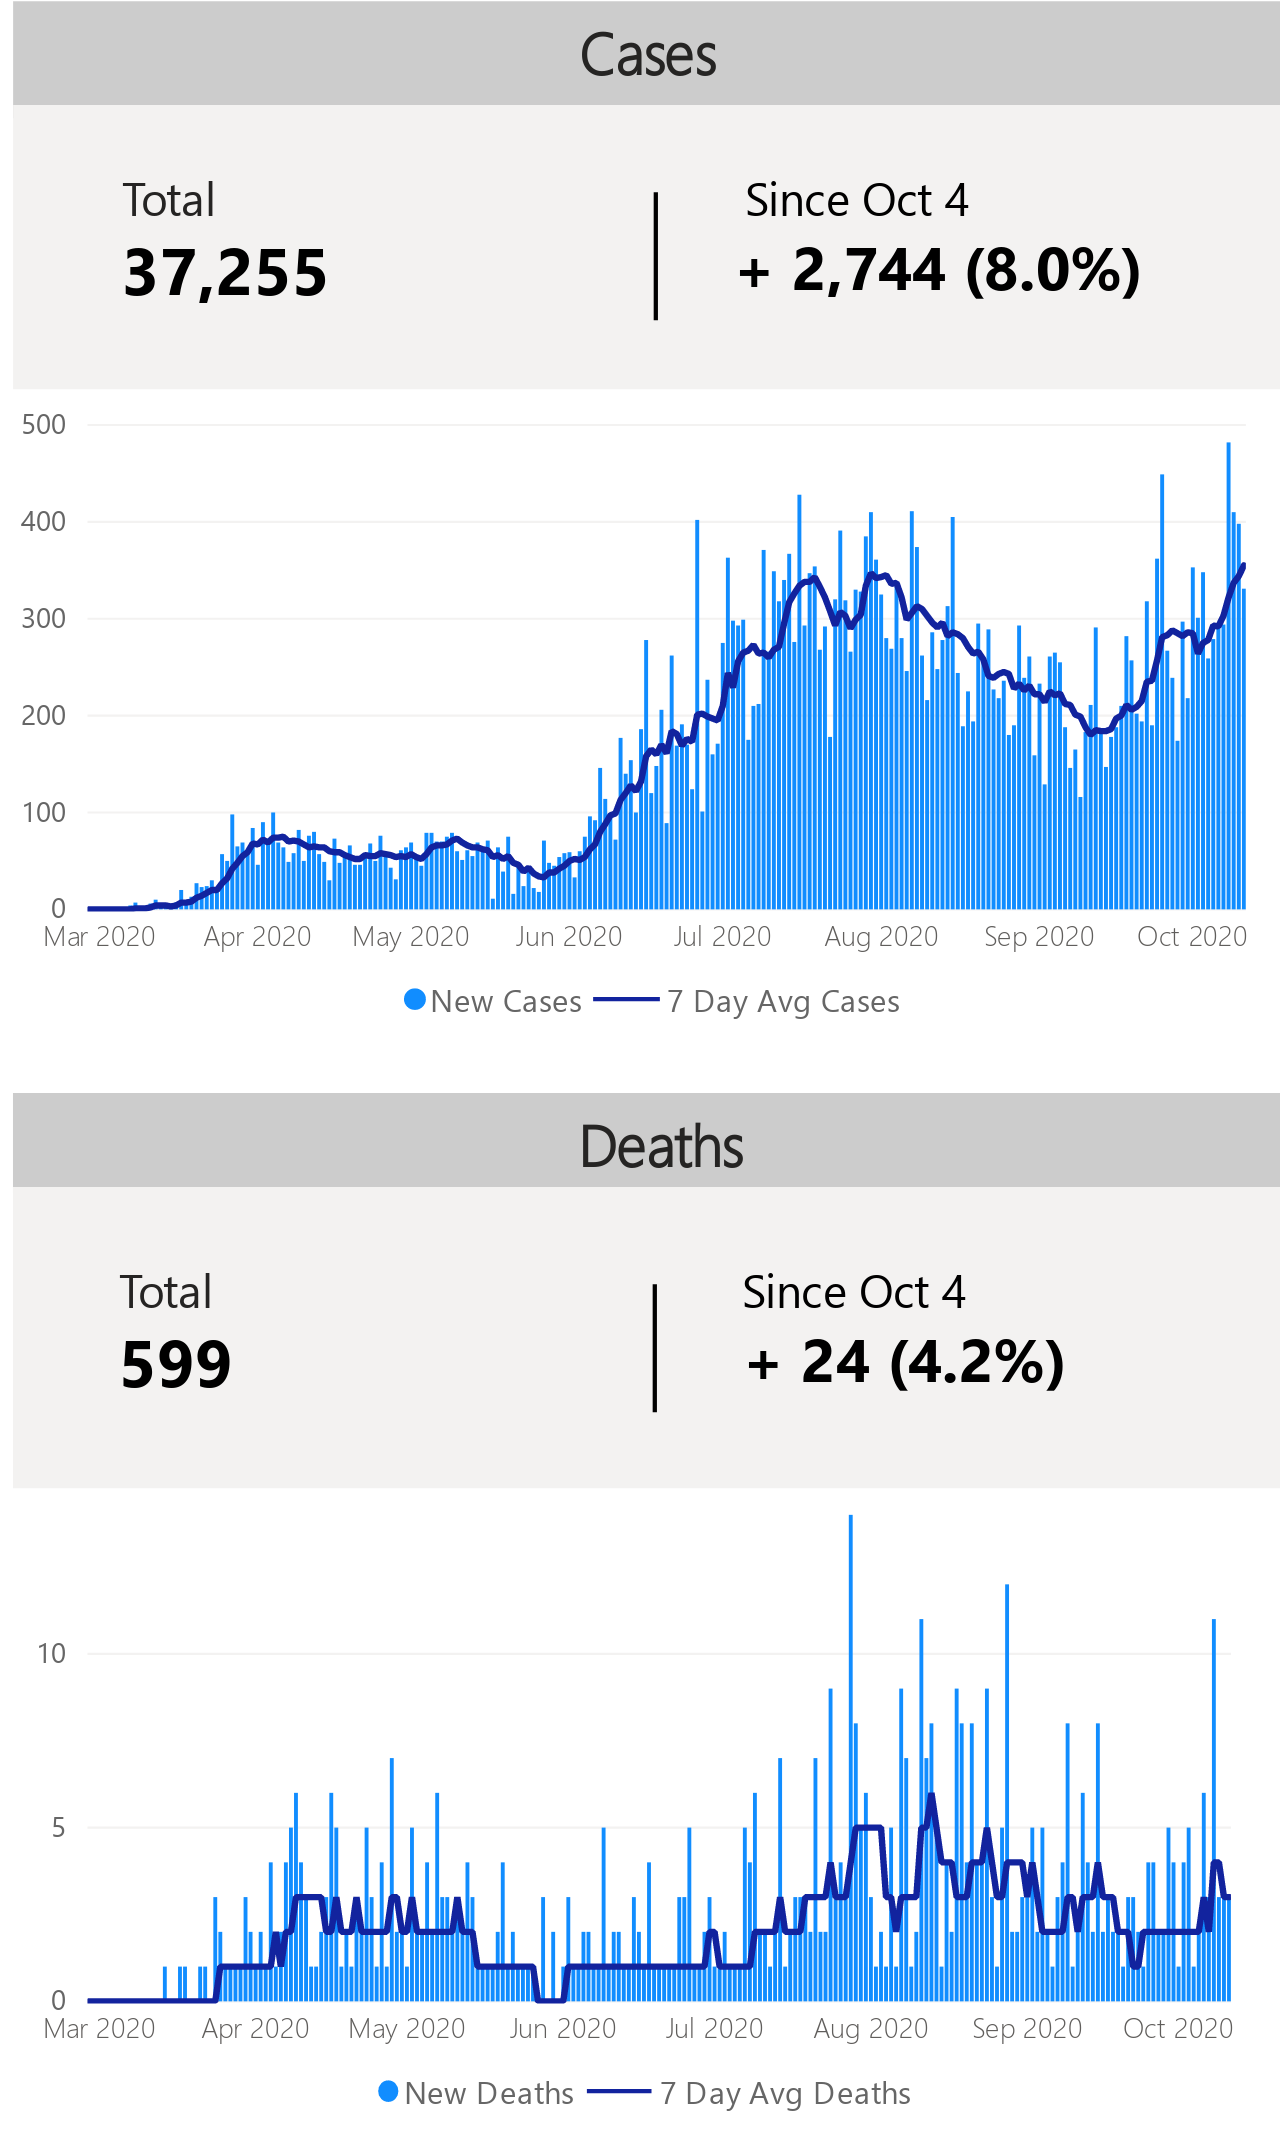 Cases
Total
Since Oct 4
37,255
+ 2,744 (8.0%)
500
400
300
200
100
0
Mar 2020 Apr 2020 May 2020 Jun 2020 Jul 2020 Aug 2020 Sep 2020 Oct 2020
New Cases 7 Day Avg Cases
Deaths
Total
Since Oct 4
599
+ 24 (4.2%)
10
5
0
Mar 2020 Apr 2020 May 2020 Jun 2020 Jul 2020 Aug 2020 Sep 2020 Oct 2020
New Deaths 7 Day Avg Deaths